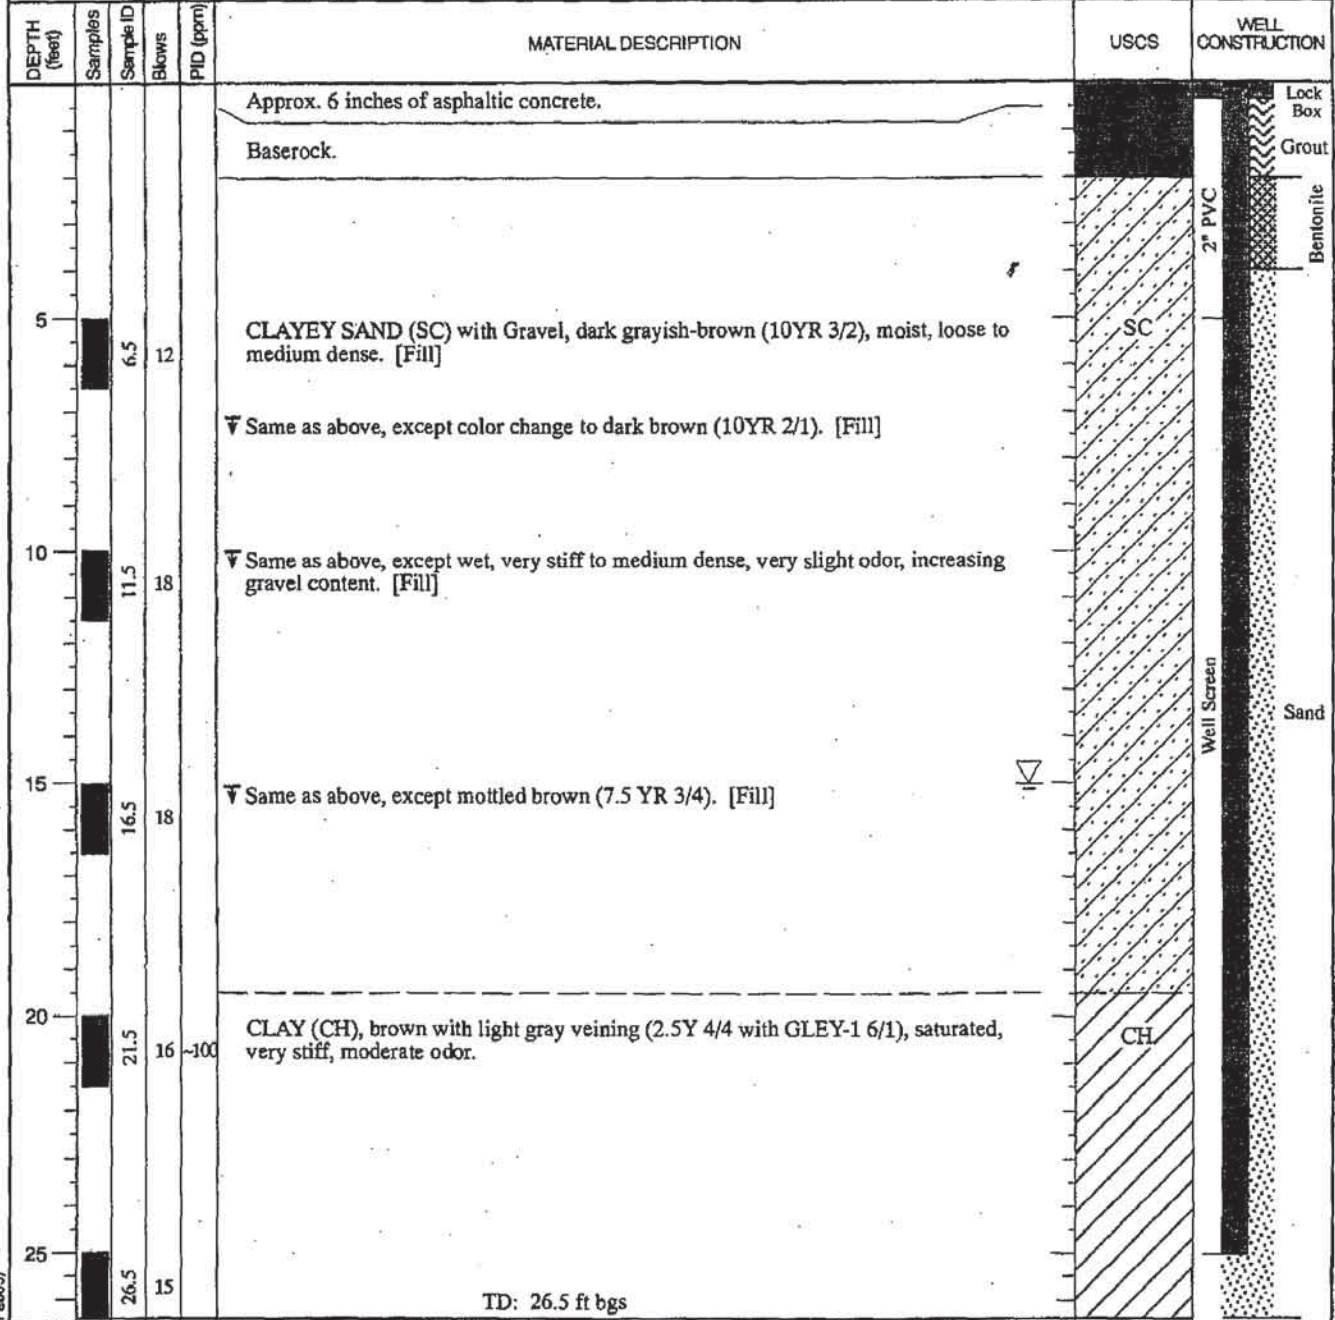 DEPTH
(feet)
Samples
Sample ID
Blows
PID (ppm)
MATERIAL DESCRIPTION
USCS
WELL
CONSTRUCTION
Approx. 6 inches of asphaltic concrete.
Lock
Box
Baserock.
Grout
2" PVC
Bentonite
5
6.5
12
CLAYEY SAND (SC) with Gravel, dark grayish-brown (10YR 3/2), moist, loose to
medium dense. [Fill]
SC
Same as above, except color change to dark brown (10YR 2/1). [Fill]
10
11.5
18
Same as above, except wet, very stiff to medium dense, very slight odor, increasing
gravel content. [Fill]
Well Screen
Sand
15
16.5
18
Same as above, except mottled brown (7.5 YR 3/4). [Fill]
20
21.5
16
~100
CLAY (CH), brown with light gray veining (2.5Y 4/4 with GLEY-1 6/1), saturated,
very stiff, moderate odor.
CH
25
26.5
15
TD: 26.5 ft bgs